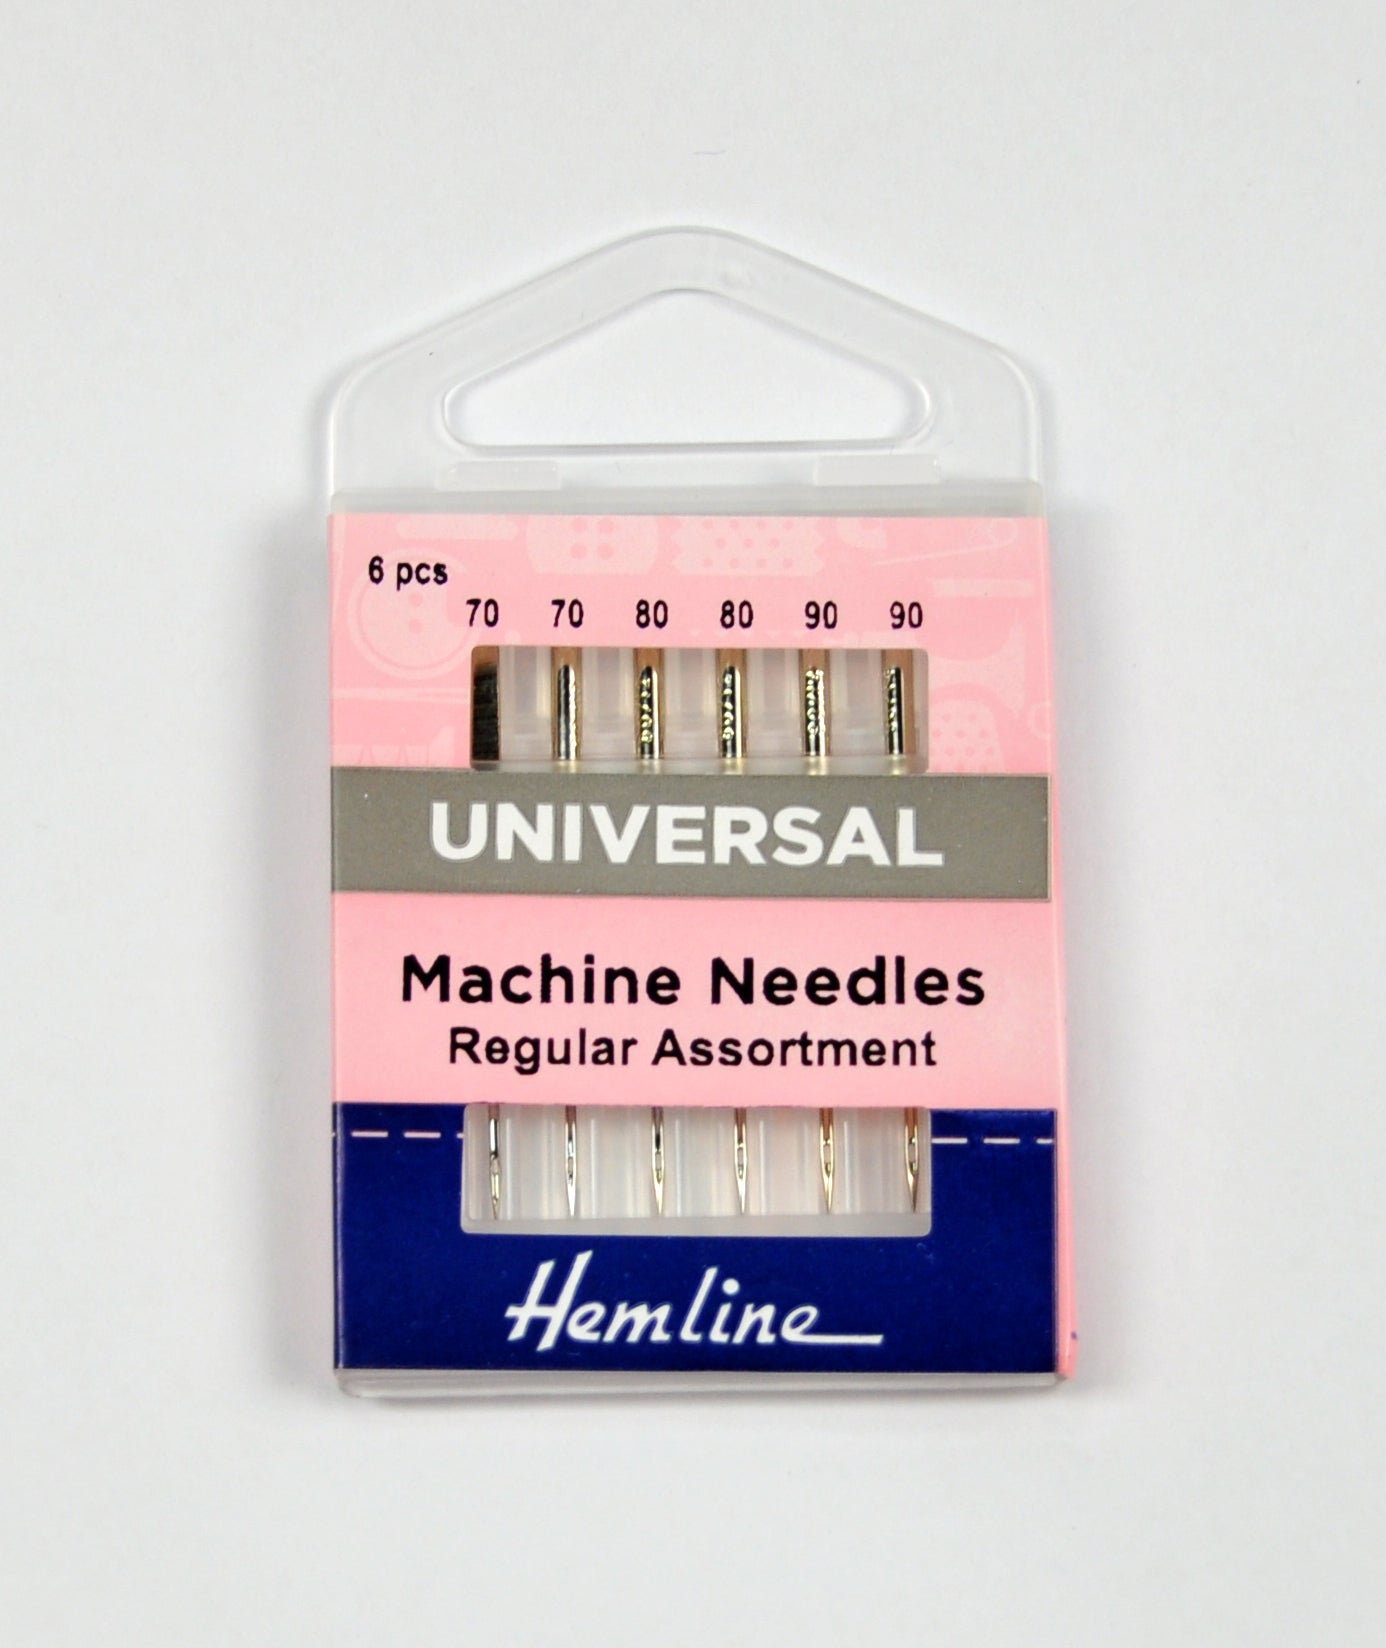 6 pcs
70 70 80 80 90 90
UNIVERSAL
Machine Needles
Regular Assortment
Hemline